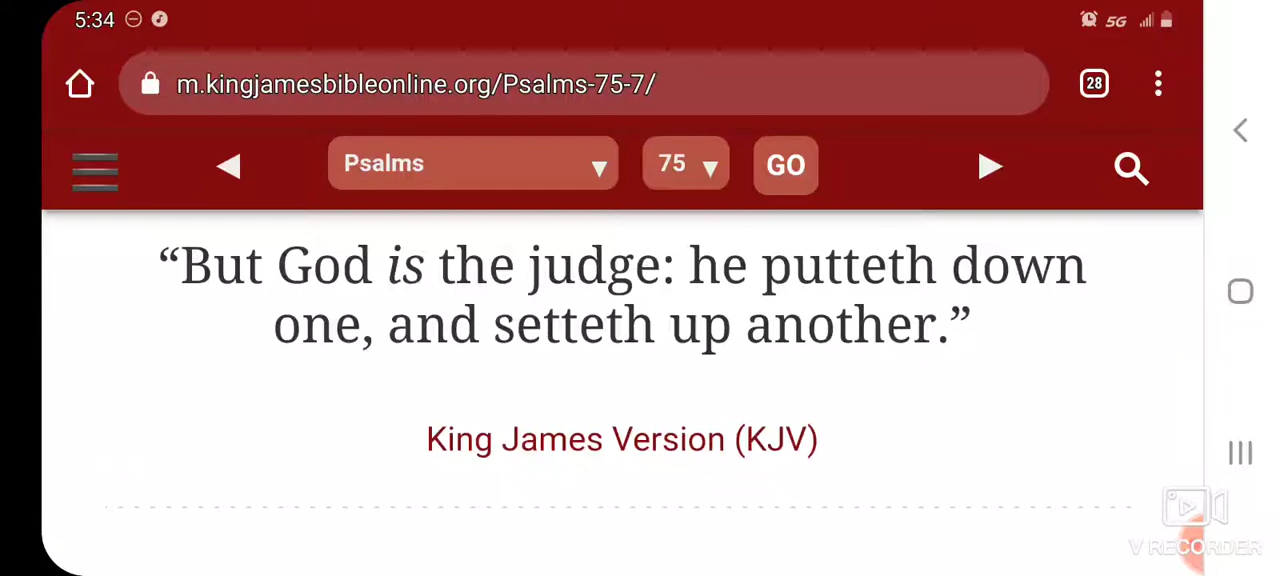 5:34 5G
m.kingjamesbibleonline.org/Psalms-75-7/ 28
Psalms 75 GO
“But God is the judge: he putteth down
one, and setteth up another.”
King James Version (KJV)
V RECORDER